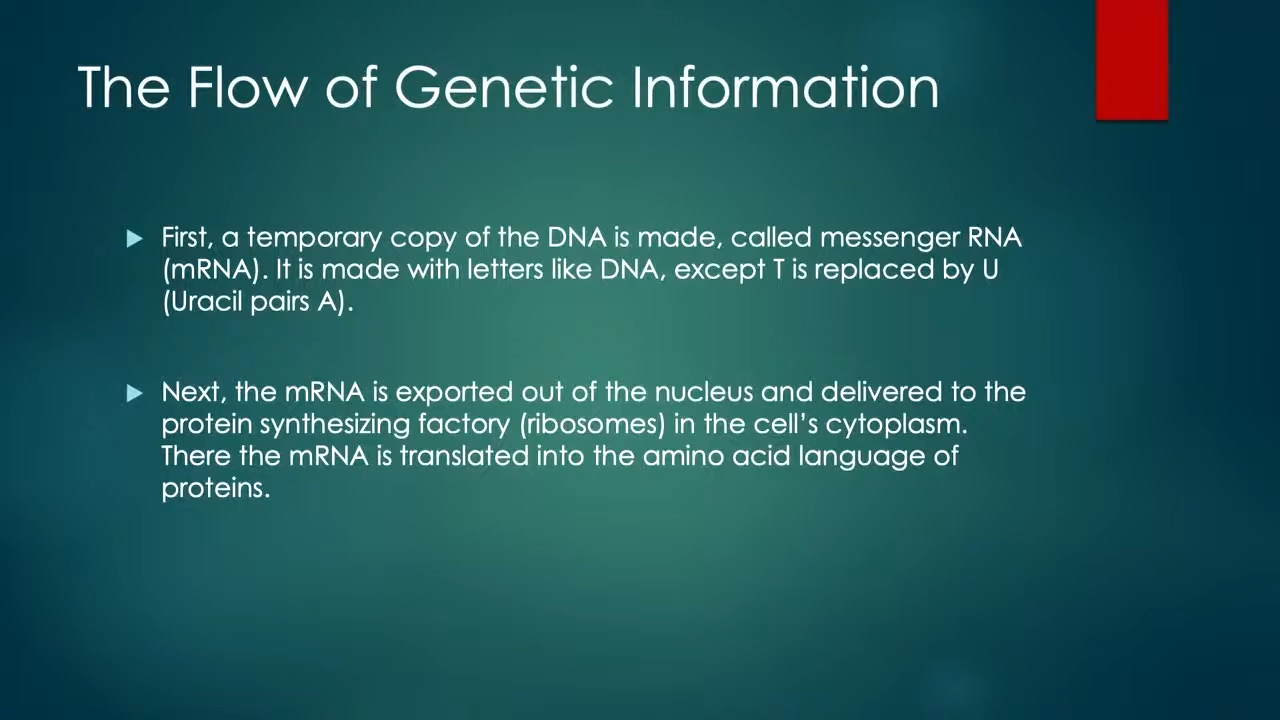 The Flow of Genetic Information
First, a temporary copy of the DNA is made, called messenger RNA
(mRNA). It is made with letters like DNA, except T is replaced by U
(Uracil pairs A).
Next, the mRNA is exported out of the nucleus and delivered to the
protein synthesizing factory (ribosomes) in the cell’s cytoplasm.
There the mRNA is translated into the amino acid language of
proteins.